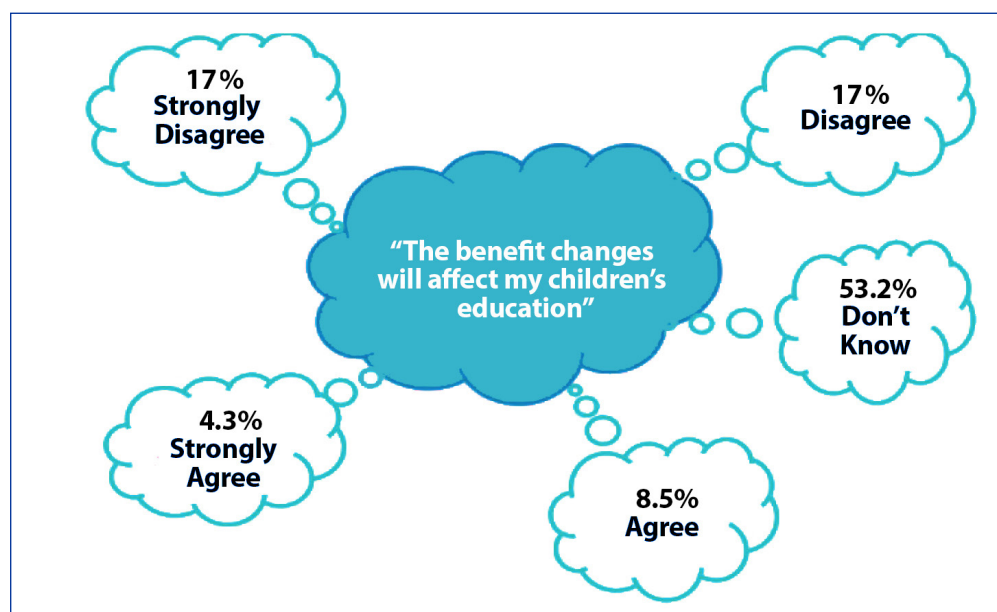 17%
Strongly
Disagree
17%
Disagree
“The benefit changes
will affect my children’s
education”
53.2%
Don’t
Know
4.3%
Strongly
Agree
8.5%
Agree